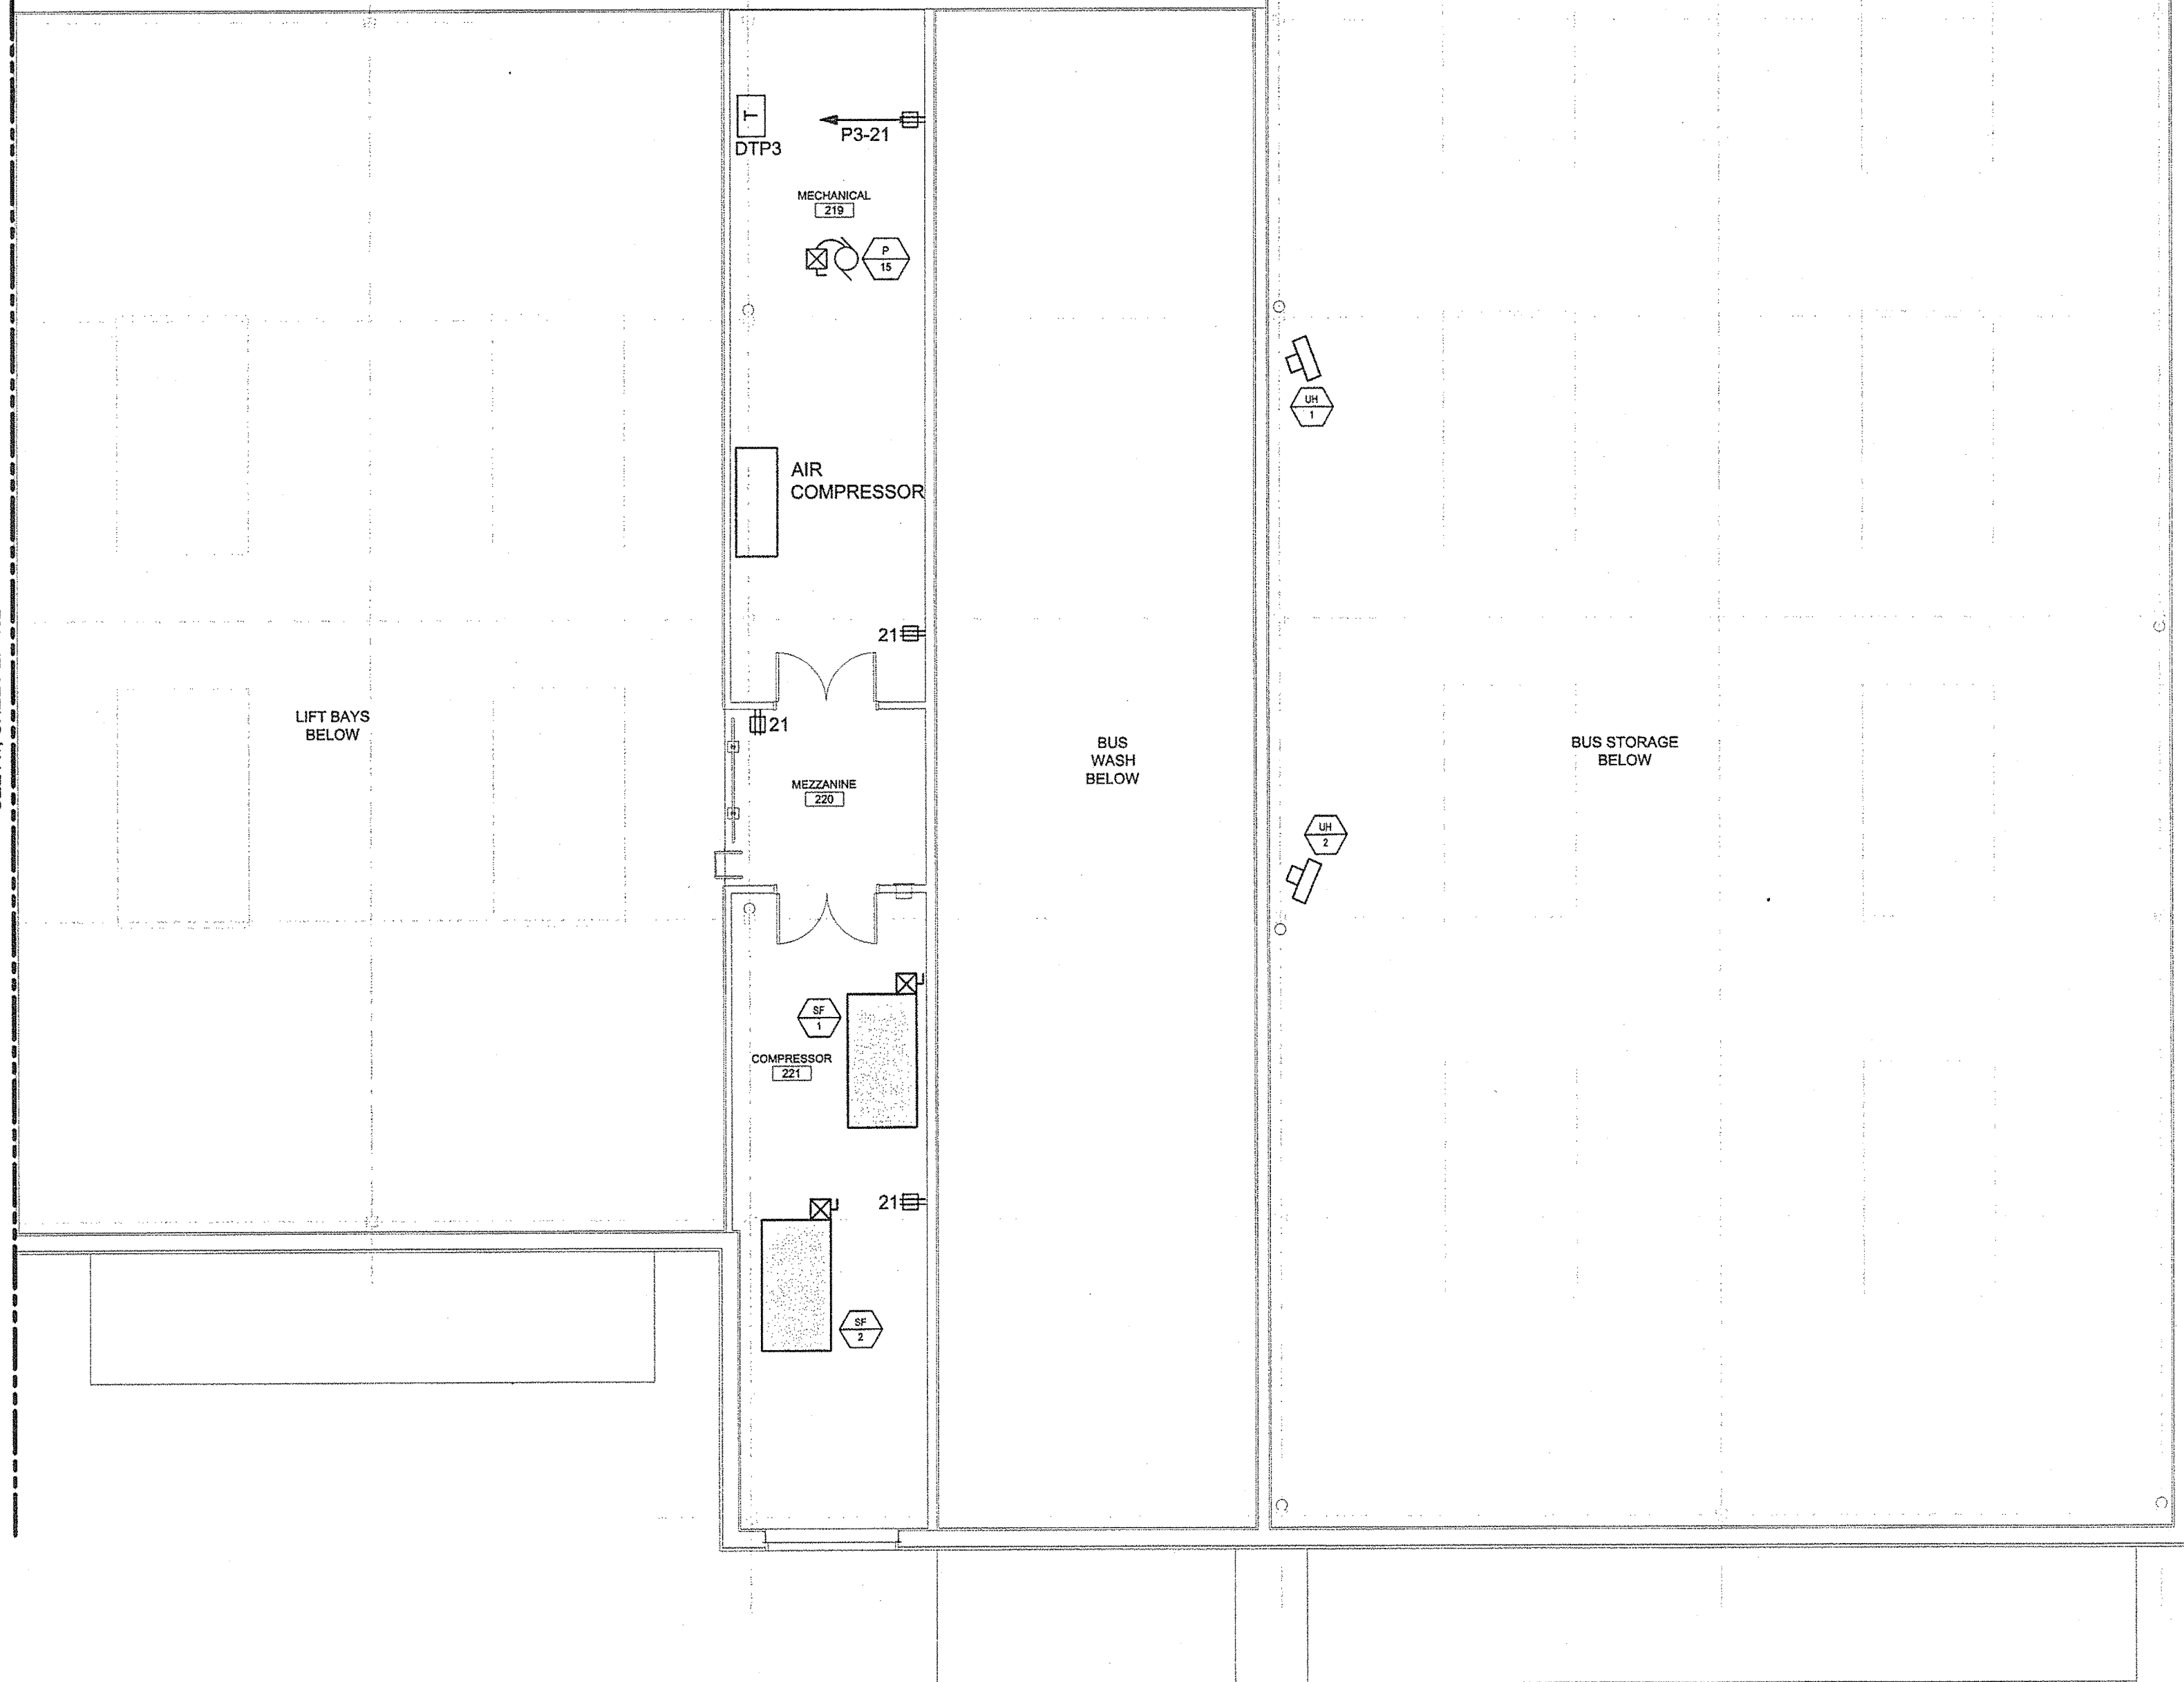 P3-21
T
DTP3
MECHANICAL
219
P
15
UH
1
AIR
COMPRESSOR
21
LIFT BAYS
BELOW
21
BUS
WASH
BELOW
BUS STORAGE
BELOW
MEZZANINE
220
UH
2
SF
1
COMPRESSOR
221
21
SF
2